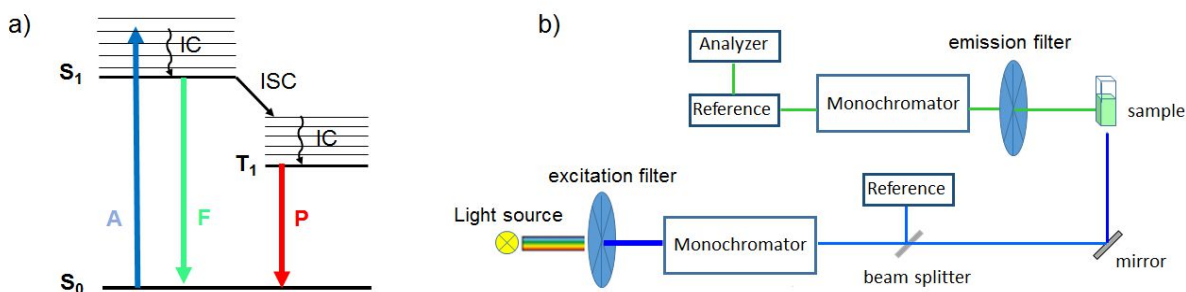 a)
IC
S1
ISC
IC
T1
A
F
P
S0
b)
Analyzer
emission filter
Reference
Monochromator
sample
excitation filter
Reference
Light source
Monochromator
beam splitter
mirror